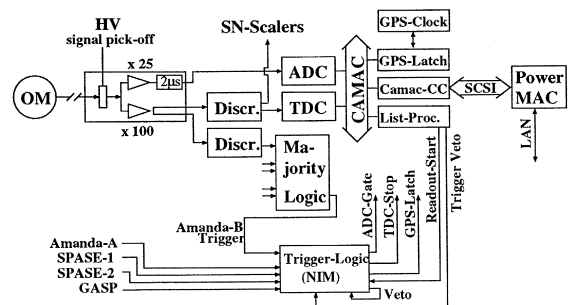 HV
signal pick-off
SN-Scalers
GPS-Clock
x 25
2µs
OM
x 100
ADC
TDC
Discr.
Discr.
CAMAC
GPS-Latch
Camac-CC
List-Proc.
SCSI
Power
MAC
LAN
Ma-
jority
Logic
Amanda-B
Trigger
ADC-Gate
TDC-Stop
GPS-Latch
Readout-Start
Trigger Veto
Amanda-A
SPASE-1
SPASE-2
GASP
Trigger-Logic
(NIM)
Veto